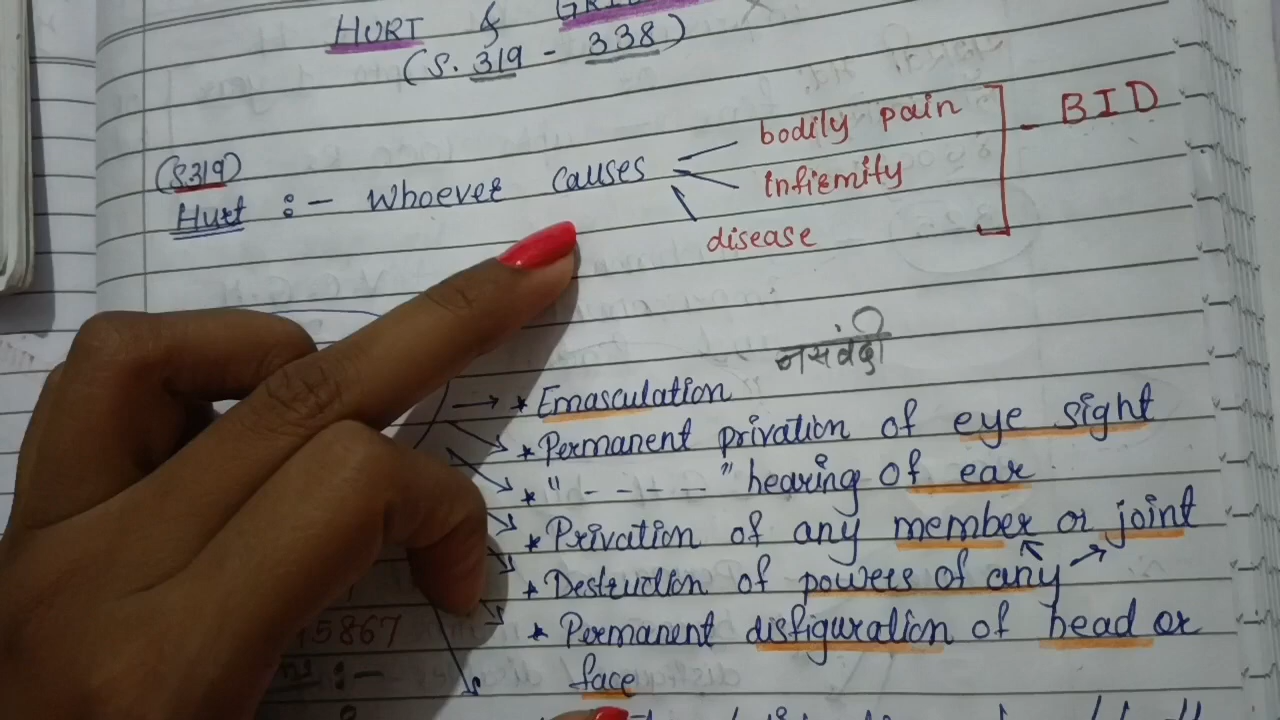 HURT &
(S. 319 - 338)
bodily pain
- BID
(S319)
Hurt :- Whoever causes
infirmity
disease
नसबंदी
→ * Emasculation
* Permanent privation of eye sight
* " - - - - " hearing of ear
* Privation of any member or joint
* Destruction of powers of any
* Permanent disfiguration of head or
face
5867
:-